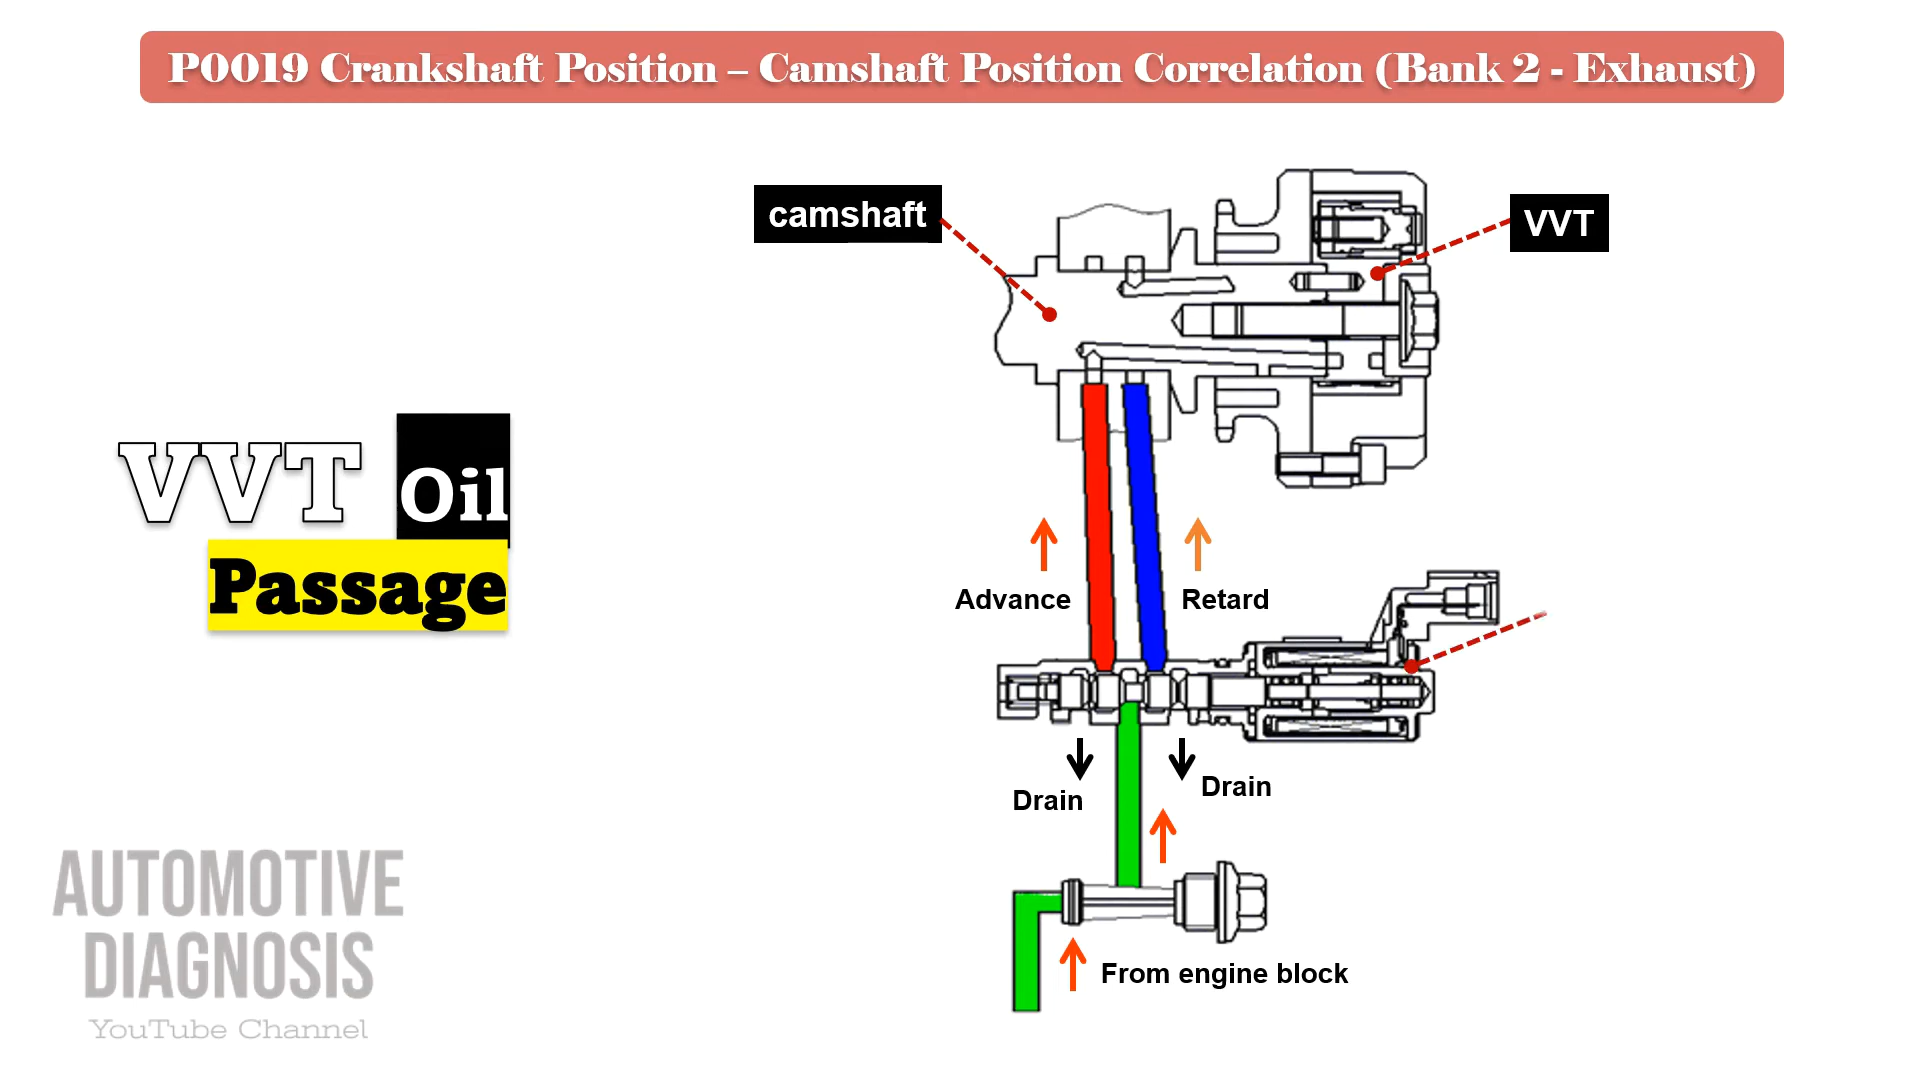 P0019 Crankshaft Position – Camshaft Position Correlation (Bank 2 - Exhaust)
camshaft
VVT
VVT Oil
Passage
Advance
Retard
Drain
Drain
From engine block
AUTOMOTIVE
DIAGNOSIS
YouTube Channel